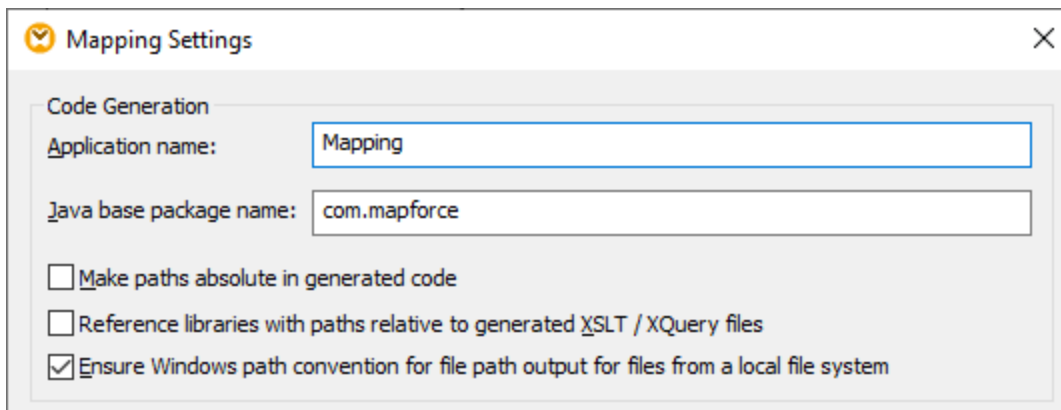 Mapping Settings
Code Generation
Application name:
Mapping
Java base package name:
com.mapforce
Make paths absolute in generated code
Reference libraries with paths relative to generated XSLT / XQuery files
Ensure Windows path convention for file path output for files from a local file system